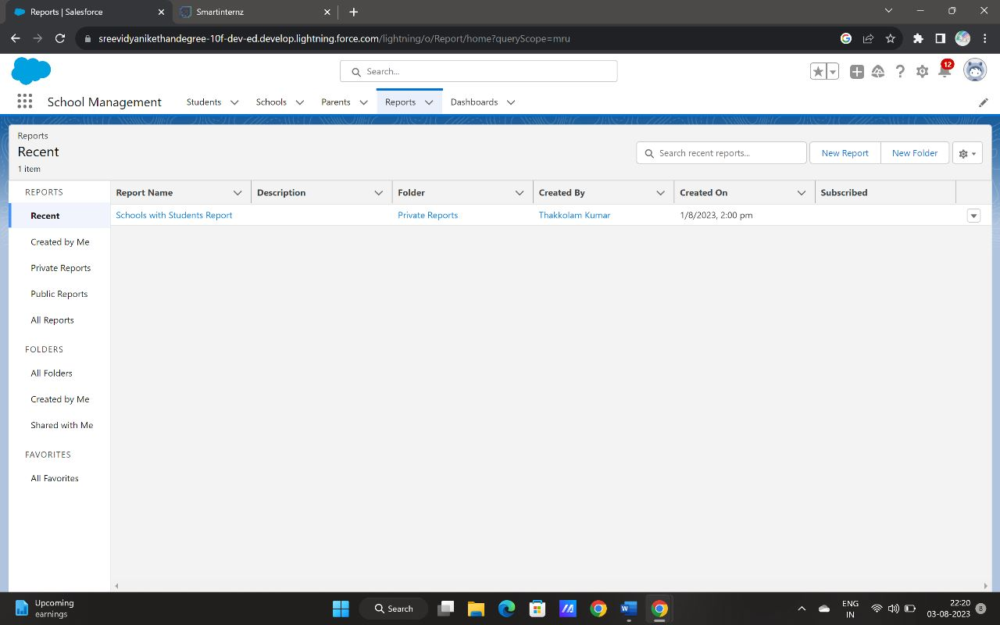 Reports | Salesforce
Smartinternz
sreevidyanikethandegree-10f-dev-ed.develop.lightning.force.com/lightning/o/Report/home?queryScope=mru
Search...
12
School Management
Students
Schools
Parents
Reports
Dashboards
Reports
Recent
1 item
Search recent reports...
New Report
New Folder
REPORTS
Recent
Created by Me
Private Reports
Public Reports
All Reports
FOLDERS
All Folders
Created by Me
Shared with Me
FAVORITES
All Favorites
Report Name Description Folder Created By Created On Subscribed
Schools with Students Report Private Reports Thakkolam Kumar 1/8/2023, 2:00 pm
Upcoming
earnings
Search
ENG
IN
22:20
03-08-2023
8